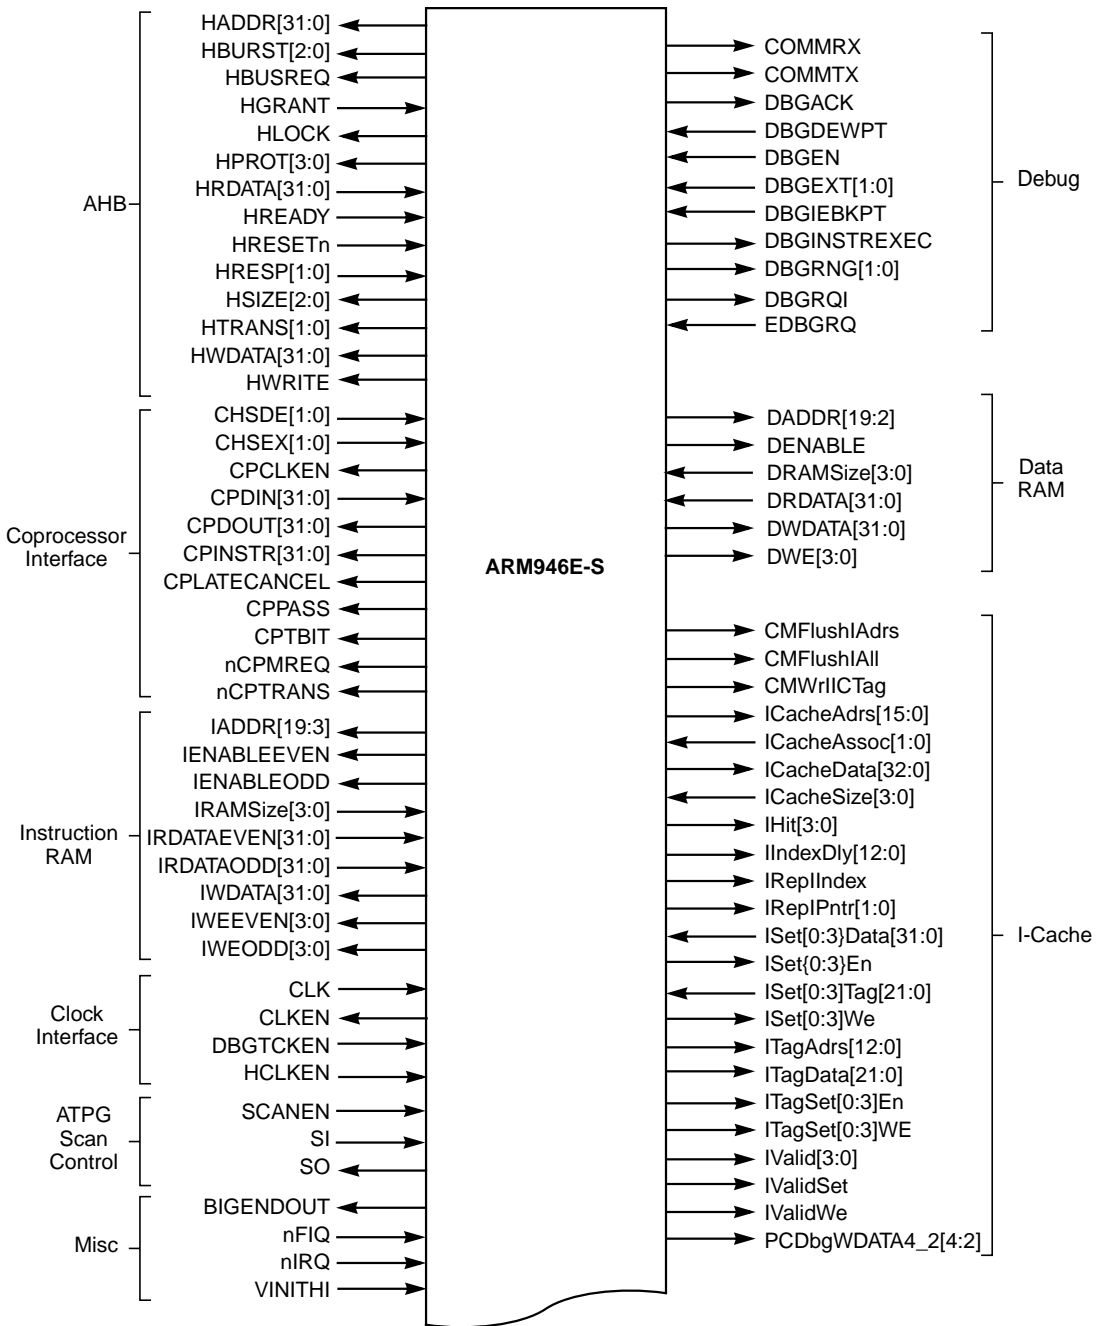 HADDR[31:0]
HBURST[2:0]
HBUSREQ
HGRANT
HLOCK
HPROT[3:0]
HRDATA[31:0]
HREADY
HRESETn
HRESP[1:0]
HSIZE[2:0]
HTRANS[1:0]
HWDATA[31:0]
HWRITE
AHB
CHSDE[1:0]
CHSEX[1:0]
CPCLKEN
CPDIN[31:0]
CPDOUT[31:0]
CPINSTR[31:0]
CPLATECANCEL
CPPASS
CPTBIT
nCPMREQ
nCPTRANS
Coprocessor
Interface
IADDR[19:3]
IENABLEEVEN
IENABLEODD
IRAMSize[3:0]
IRDATAEVEN[31:0]
IRDATAODD[31:0]
IWDATA[31:0]
IWEEVEN[3:0]
IWEODD[3:0]
Instruction
RAM
CLK
CLKEN
DBGTCKEN
HCLKEN
Clock
Interface
SCANEN
SI
SO
ATPG
Scan
Control
BIGENDOUT
nFIQ
nIRQ
VINITHI
Misc
ARM946E-S
COMMRX
COMMTX
DBGACK
DBGDEWPT
DBGEN
DBGEXT[1:0]
DBGIEBKPT
DBGINSTREXEC
DBGRNG[1:0]
DBGRQI
EDBGRQ
Debug
DADDR[19:2]
DENABLE
DRAMSize[3:0]
DRDATA[31:0]
DWDATA[31:0]
DWE[3:0]
Data
RAM
CMFlushIAdrs
CMFlushIAll
CMWrIICTag
ICacheAdrs[15:0]
ICacheAssoc[1:0]
ICacheData[32:0]
ICacheSize[3:0]
IHit[3:0]
IIndexDly[12:0]
IRepIIndex
IRepIPntr[1:0]
ISet[0:3}Data[31:0]
ISet{0:3}En
ISet[0:3]Tag[21:0]
ISet[0:3]We
ITagAdrs[12:0]
ITagData[21:0]
ITagSet[0:3]En
ITagSet[0:3]WE
IValid[3:0]
IValidSet
IValidWe
PCDbgWDATA4_2[4:2]
I-Cache